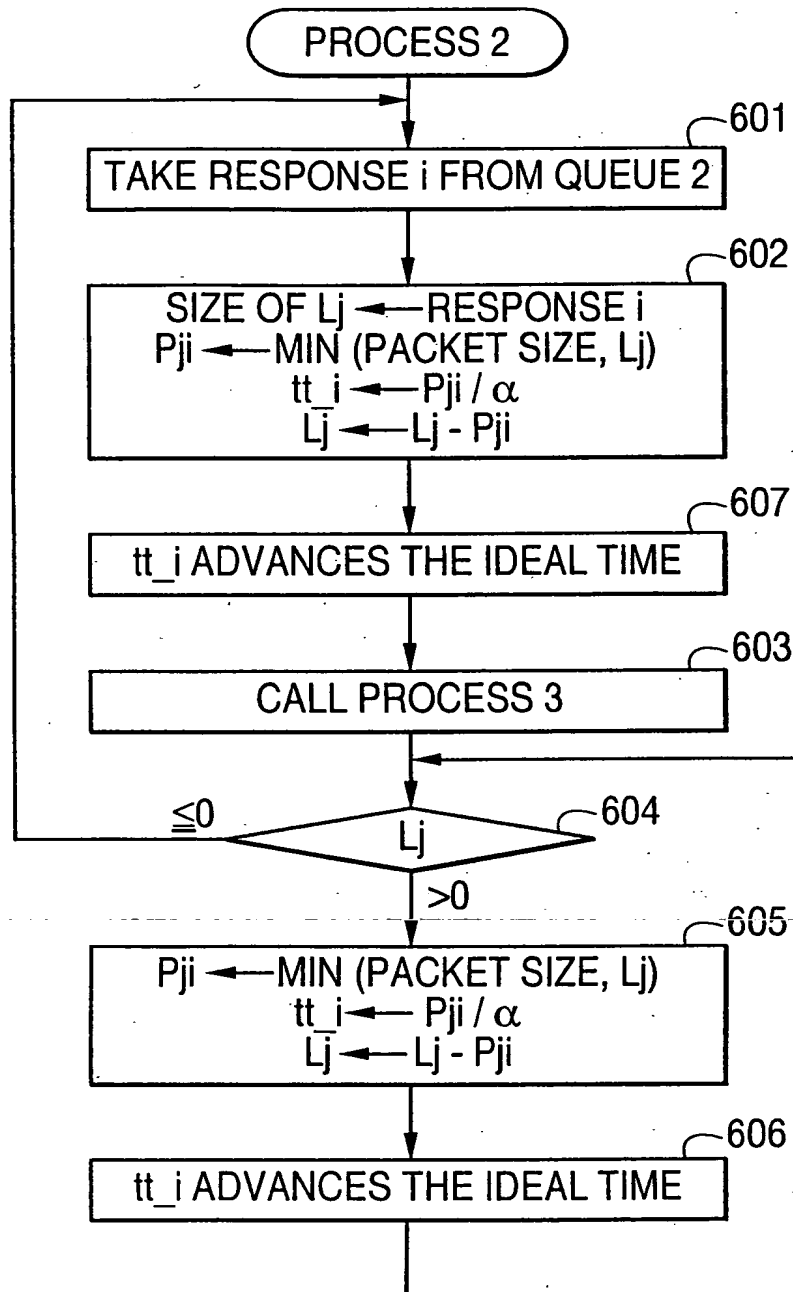 PROCESS 2
601
TAKE RESPONSE i FROM QUEUE 2
602
SIZE OF Lj ← RESPONSE i
Pji ← MIN (PACKET SIZE, Lj)
tt_i ← Pji / α
Lj ← Lj - Pji
607
tt_i ADVANCES THE IDEAL TIME
603
CALL PROCESS 3
≦0
Lj
604
>0
605
Pji ← MIN (PACKET SIZE, Lj)
tt_i ← Pji / α
Lj ← Lj - Pji
606
tt_i ADVANCES THE IDEAL TIME